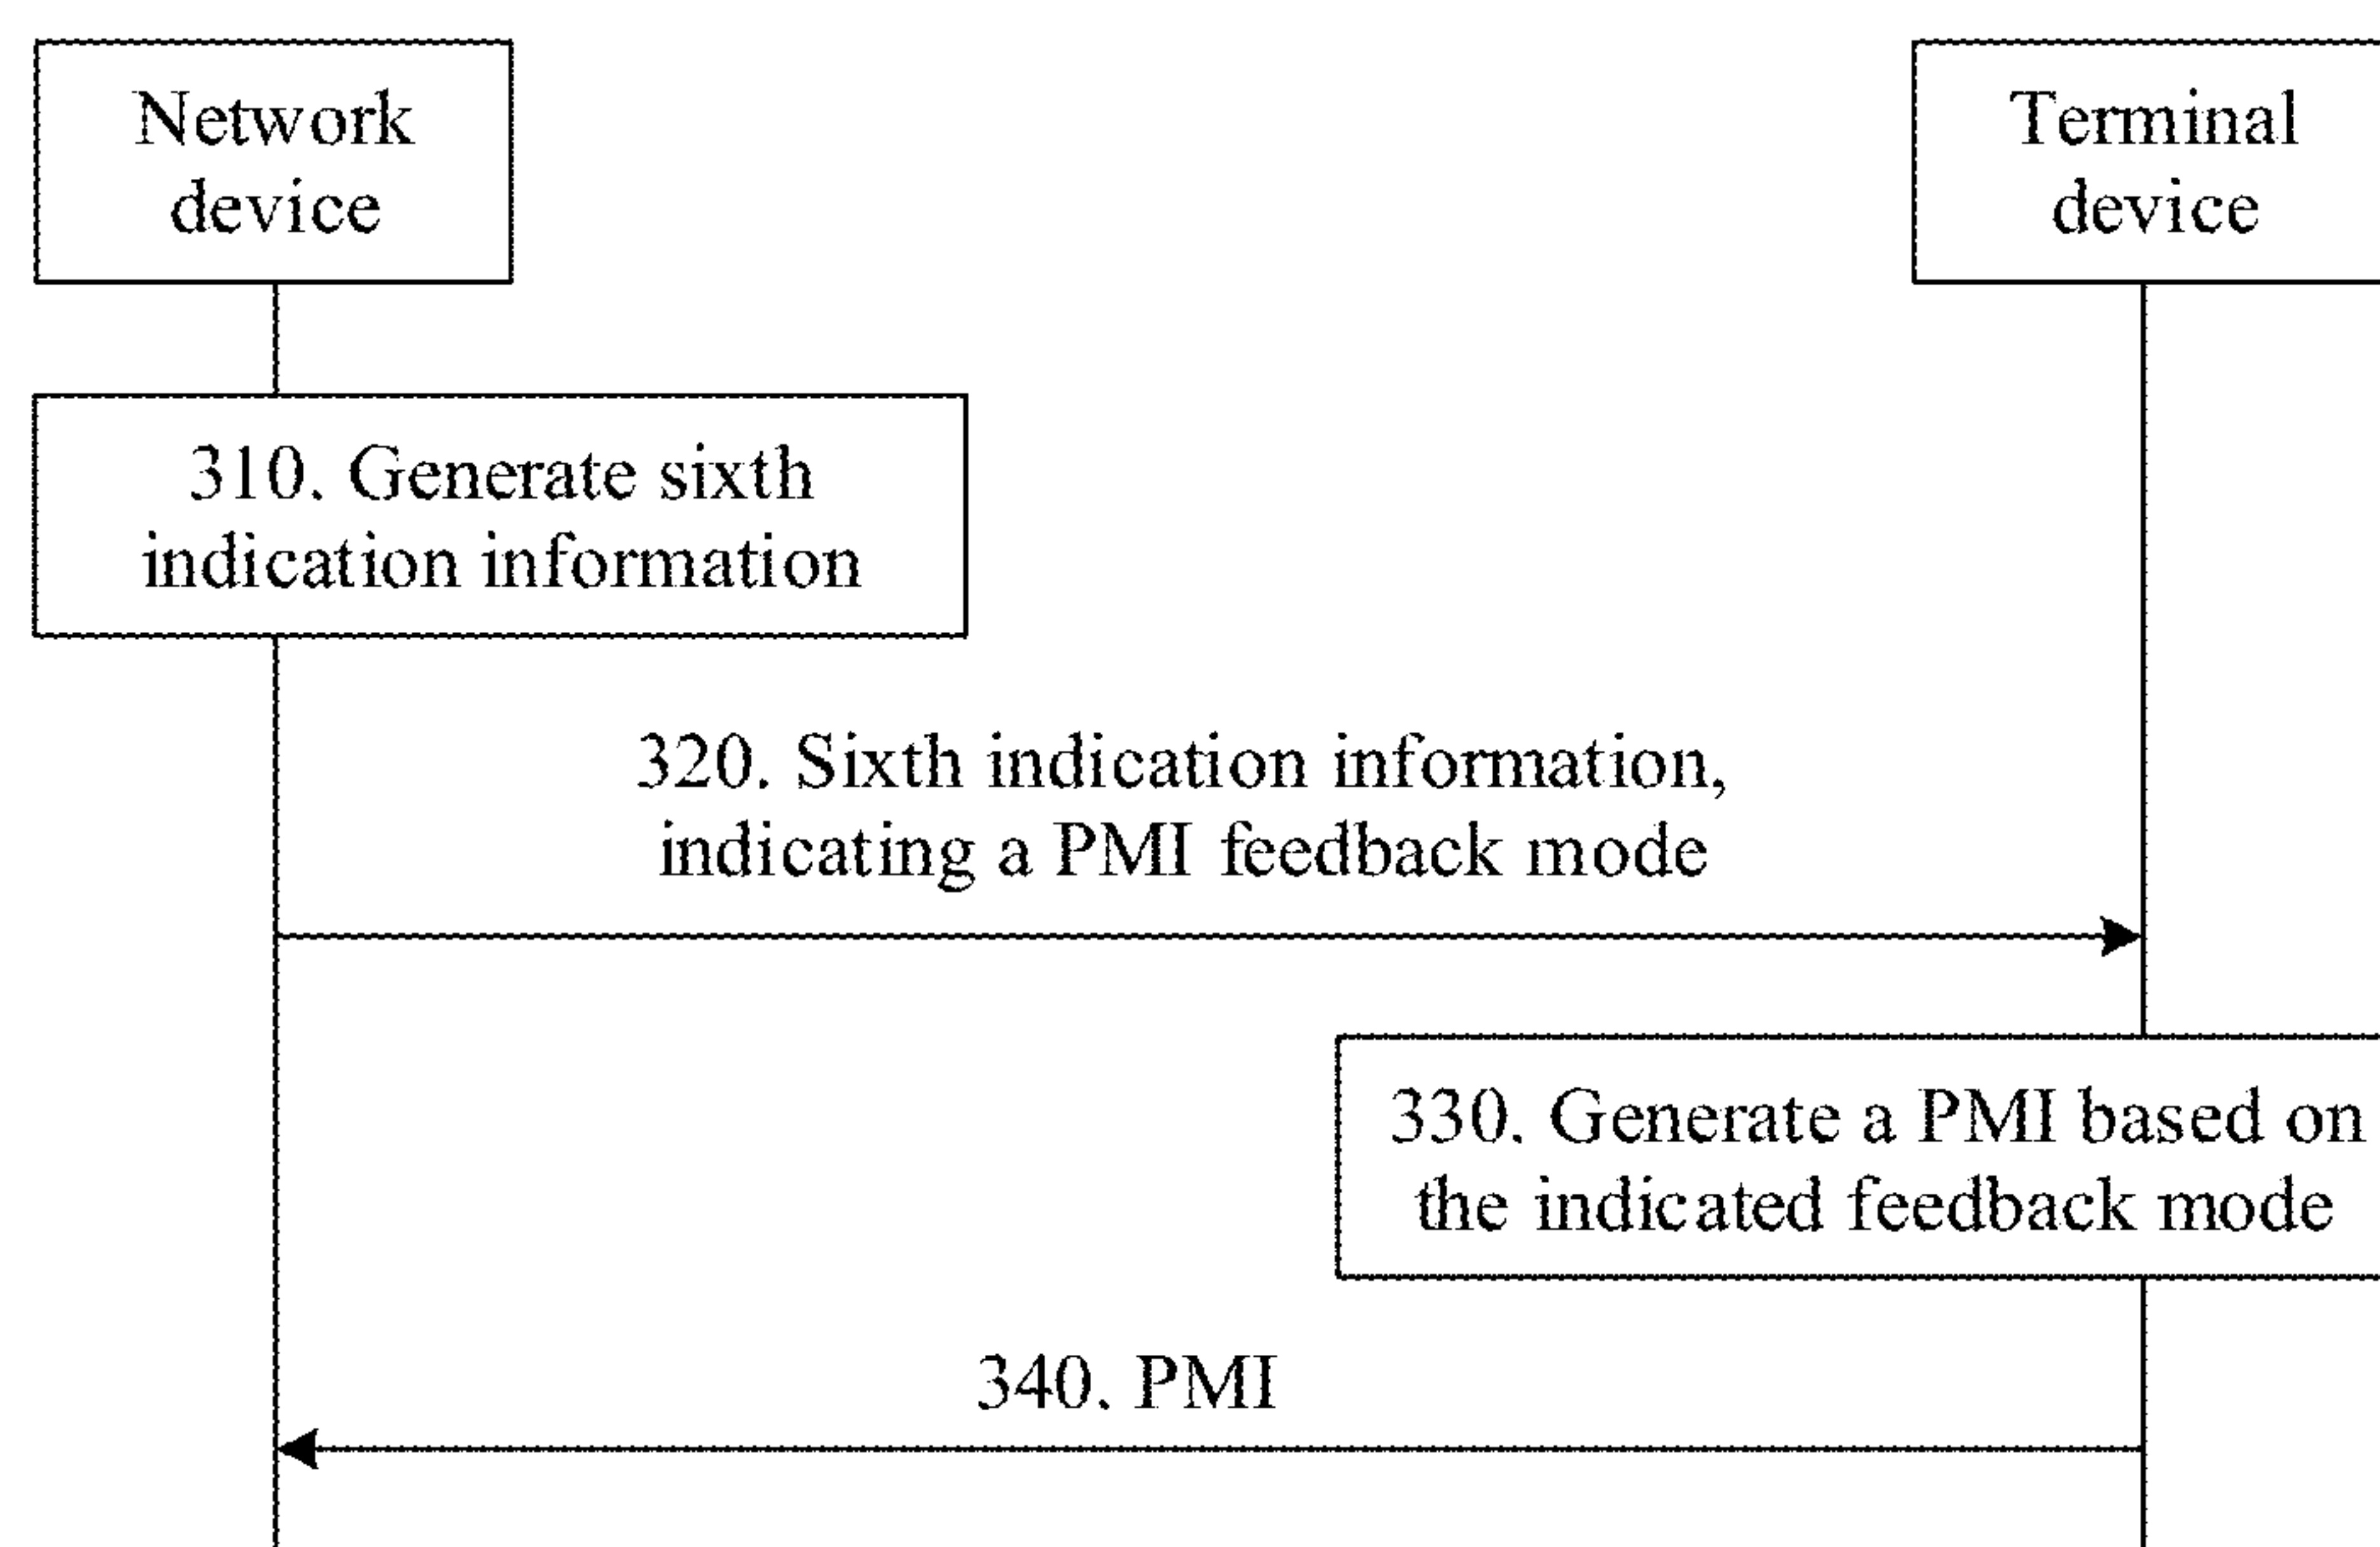 Network
device
Terminal
device
310. Generate sixth
indication information
320. Sixth indication information,
indicating a PMI feedback mode
330. Generate a PMI based on
the indicated feedback mode
340. PMI